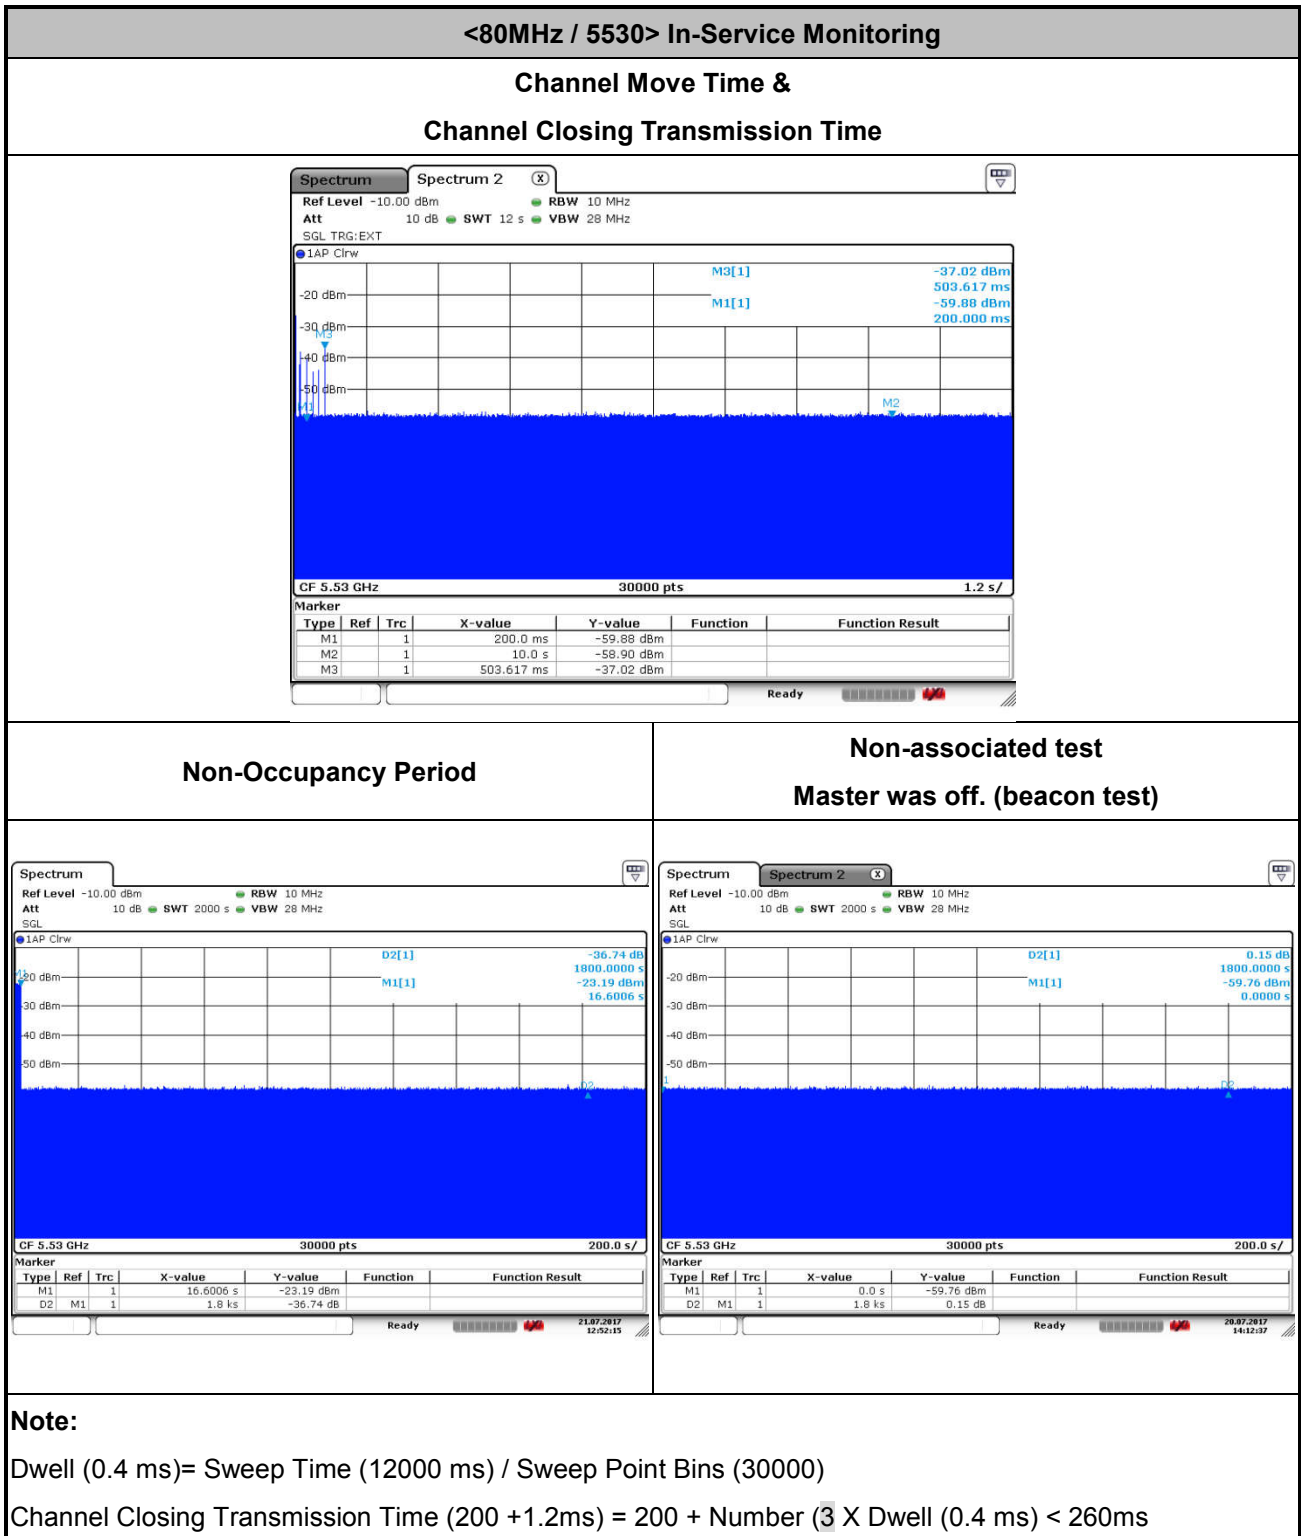 <80MHz / 5530> In-Service Monitoring
Channel Move Time &
Channel Closing Transmission Time
Spectrum Spectrum 2 X
Ref Level -10.00 dBm RBW 10 MHz
Att 10 dB SWT 12 s VBW 28 MHz
SGL TRG:EXT
1AP Clrw
M3[1] -37.02 dBm
503.617 ms
-20 dBm
M1[1] -59.88 dBm
200.000 ms
-30 dBm
M3
-40 dBm
-50 dBm
M1 M2
CF 5.53 GHz 30000 pts 1.2 s/
Marker
Type Ref Trc X-value Y-value Function Function Result
M1 1 200.0 ms -59.88 dBm
M2 1 10.0 s -58.90 dBm
M3 1 503.617 ms -37.02 dBm
Ready
Non-Occupancy Period
Non-associated test
Master was off. (beacon test)
Spectrum
Ref Level -10.00 dBm RBW 10 MHz
Att 10 dB SWT 2000 s VBW 28 MHz
SGL
1AP Clrw
D2[1] -36.74 dB
1800.0000 s
M1
-20 dBm
M1[1] -23.19 dBm
16.6006 s
-30 dBm
-40 dBm
-50 dBm
D2
CF 5.53 GHz 30000 pts 200.0 s/
Marker
Type Ref Trc X-value Y-value Function Function Result
M1 1 16.6006 s -23.19 dBm
D2 M1 1 1.8 ks -36.74 dB
Ready 21.07.2017
12:52:15
Spectrum Spectrum 2 X
Ref Level -10.00 dBm RBW 10 MHz
Att 10 dB SWT 2000 s VBW 28 MHz
SGL
1AP Clrw
D2[1] 0.15 dB
1800.0000 s
-20 dBm
M1[1] -59.76 dBm
0.0000 s
-30 dBm
-40 dBm
-50 dBm
1 D2
CF 5.53 GHz 30000 pts 200.0 s/
Marker
Type Ref Trc X-value Y-value Function Function Result
M1 1 0.0 s -59.76 dBm
D2 M1 1 1.8 ks 0.15 dB
Ready 20.07.2017
14:12:37
Note:
Dwell (0.4 ms)= Sweep Time (12000 ms) / Sweep Point Bins (30000)
Channel Closing Transmission Time (200 +1.2ms) = 200 + Number (3 X Dwell (0.4 ms) < 260ms